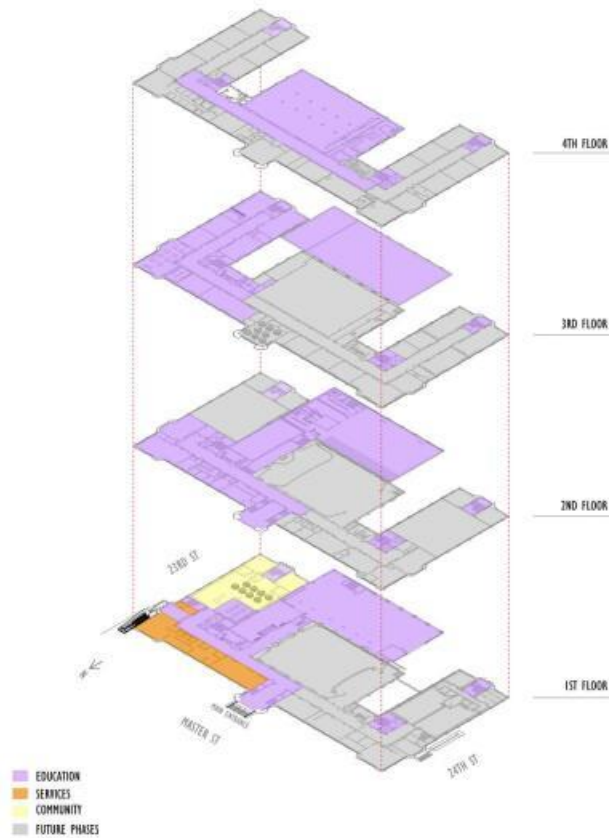 4TH FLOOR
3RD FLOOR
2ND FLOOR
23RD ST
1ST FLOOR
MAIN ENTRANCE
MASTER ST
24TH ST
EDUCATION
SERVICES
COMMUNITY
FUTURE PHASES